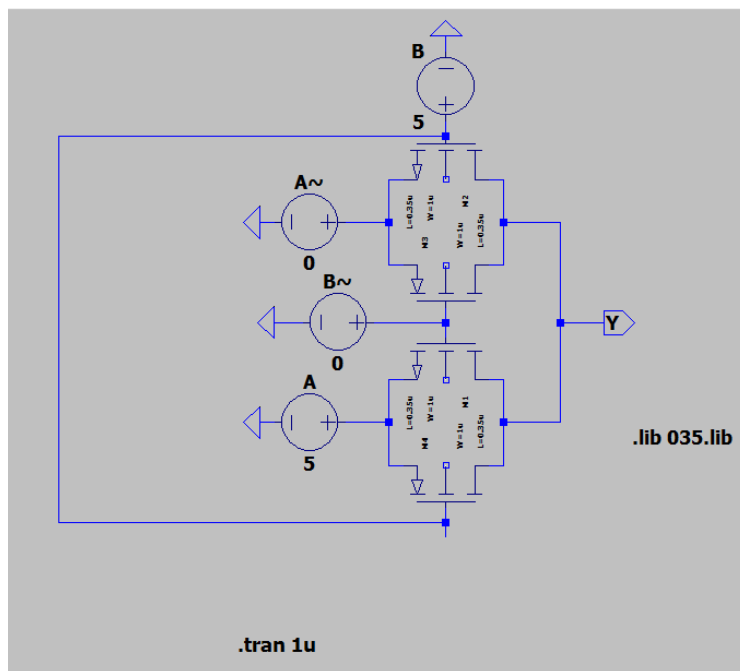 B
5
A~
0
L=0.35u
W=1u
M3
M2
W=1u
L=0.35u
B~
0
Y
A
5
L=0.35u
W=1u
M4
M1
W=1u
L=0.35u
.lib 035.lib
.tran 1u